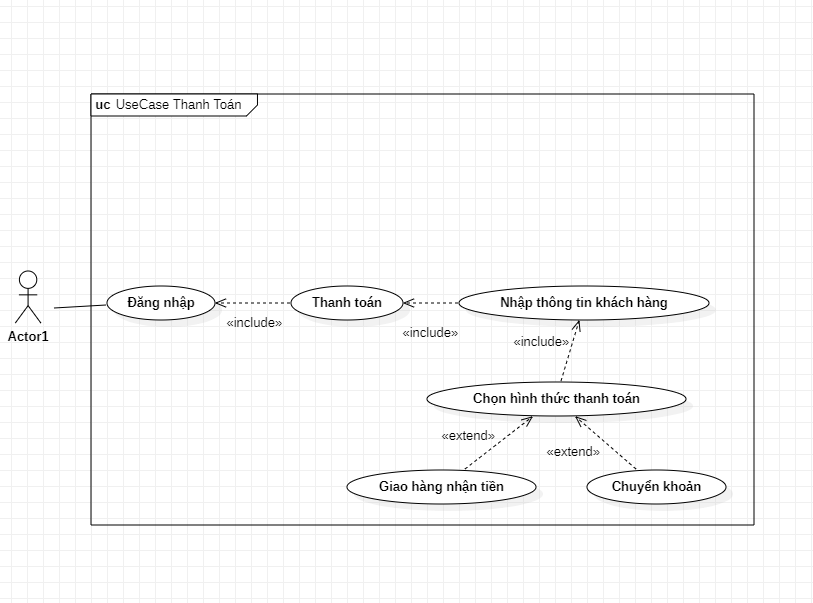 uc UseCase Thanh Toán
Đăng nhập
Thanh toán
Nhập thông tin khách hàng
«include»
«include»
«include»
Actor1
Chọn hình thức thanh toán
«extend»
«extend»
Giao hàng nhận tiền
Chuyển khoản